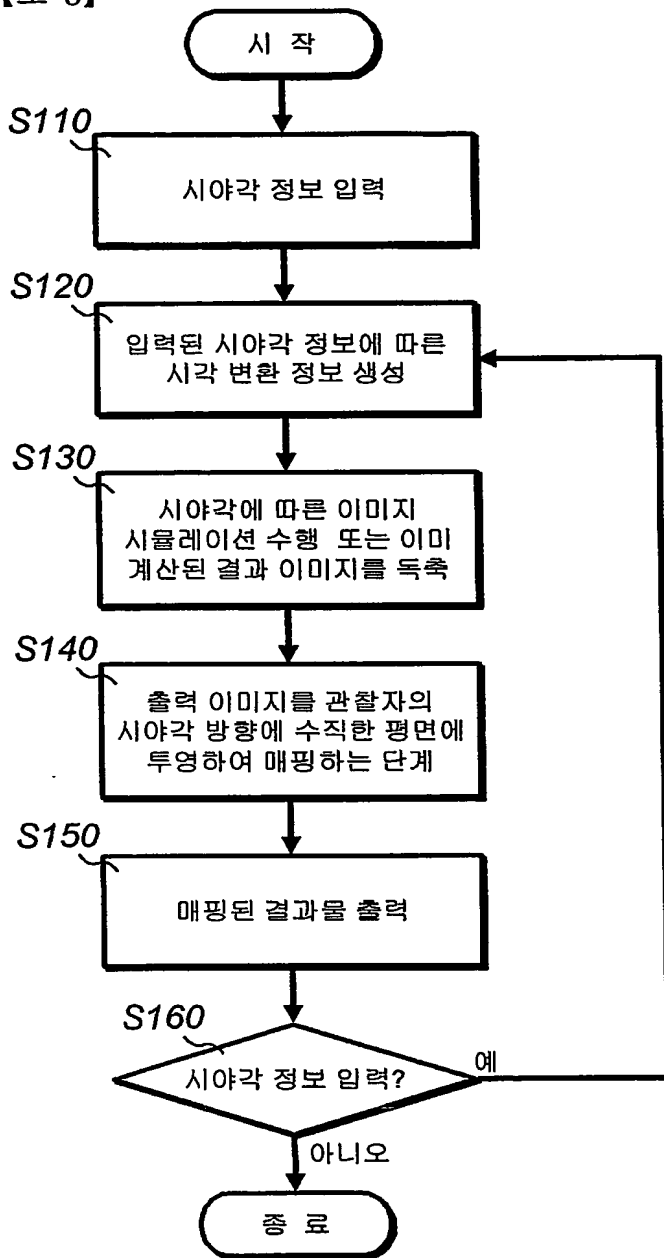 시 작
S110
시야각 정보 입력
S120
입력된 시야각 정보에 따른
시각 변환 정보 생성
S130
시야각에 따른 이미지
시뮬레이션 수행 또는 이미
계산된 결과 이미지를 독축
S140
출력 이미지를 관찰자의
시야각 방향에 수직한 평면에
투영하여 매핑하는 단계
S150
매핑된 결과물 출력
S160
시야각 정보 입력?
예
아니오
종 료